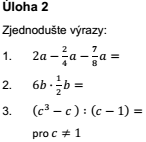 Úloha 2
Zjednodušte výrazy:
1. 2a − 2/4 a − 7/8 a =
2. 6b · 1/2 b =
3. (c³ − c ) : (c − 1) =
pro c ≠ 1